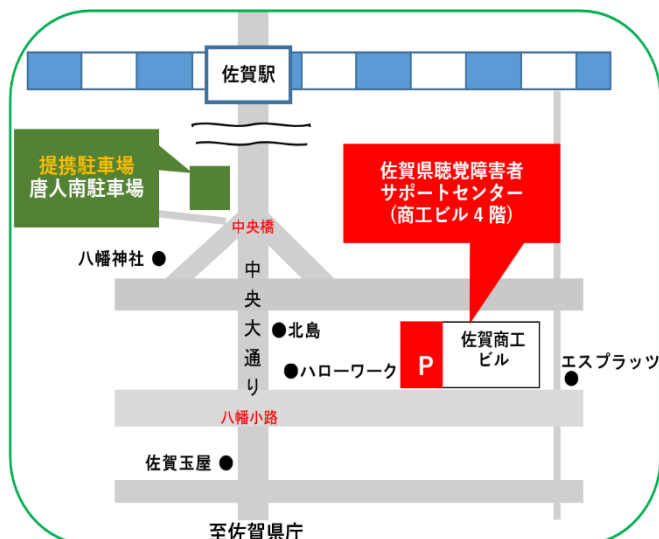 佐賀駅
提携駐車場
唐人南駐車場
佐賀県聴覚障害者
サポートセンター
(商工ビル4階)
中央橋
八幡神社
中央大通り
北島
佐賀商工
ビル
P
エスプラッツ
ハローワーク
八幡小路
佐賀玉屋
至佐賀県庁